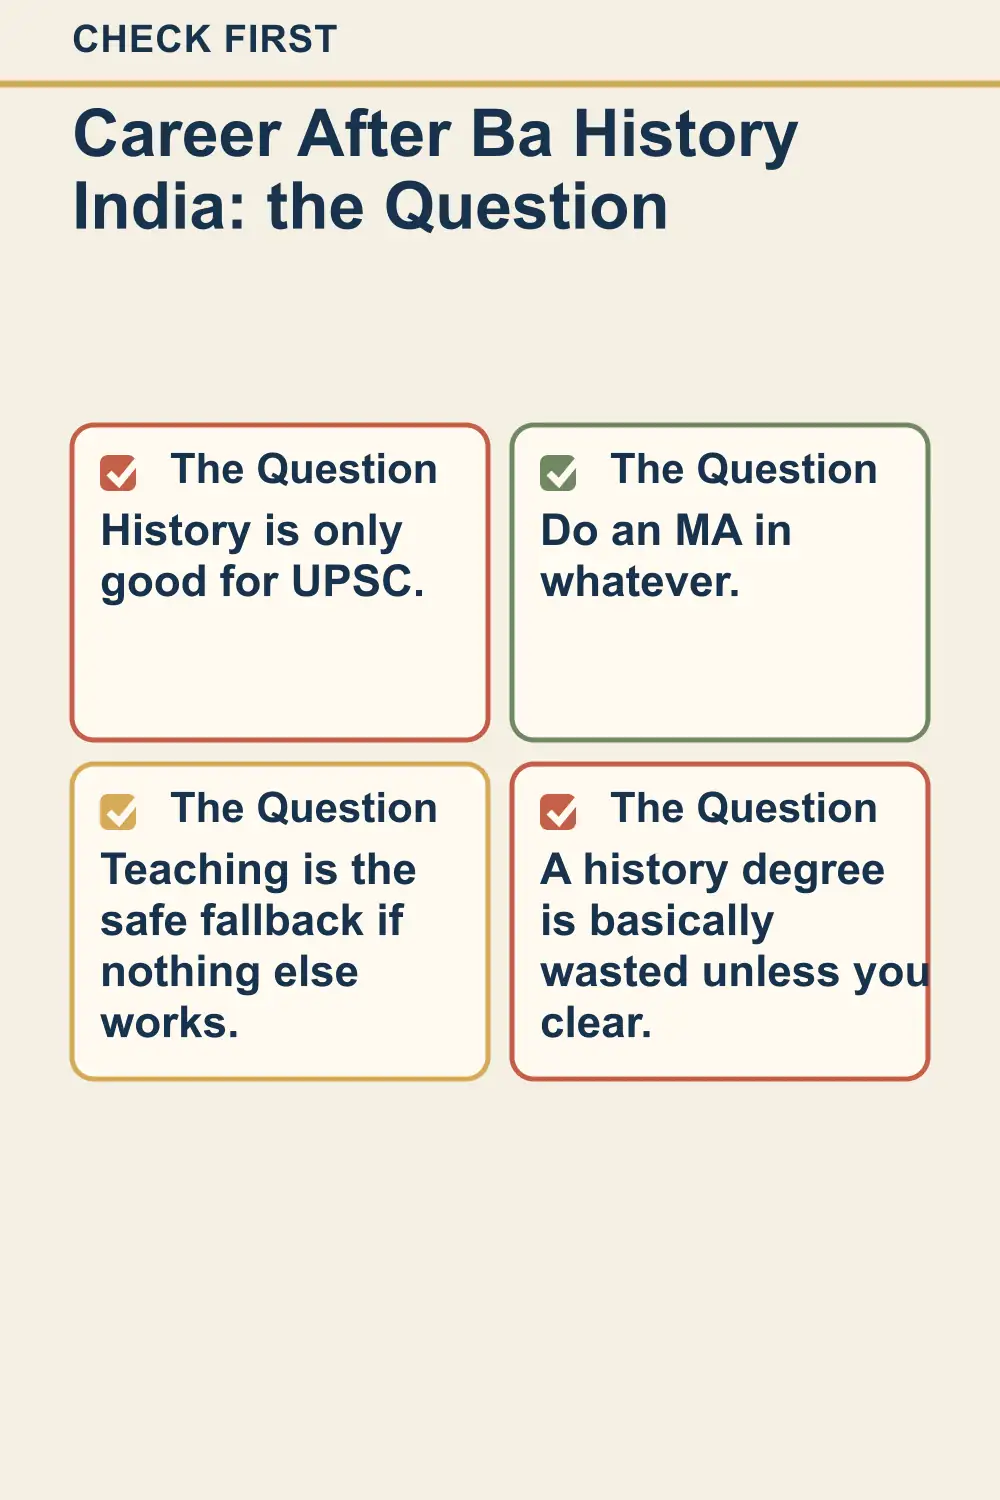 CHECK FIRST
Career After Ba History
India: the Question
The Question
History is only
good for UPSC.
The Question
Do an MA in
whatever.
The Question
Teaching is the
safe fallback if
nothing else
works.
The Question
A history degree
is basically
wasted unless you
clear.